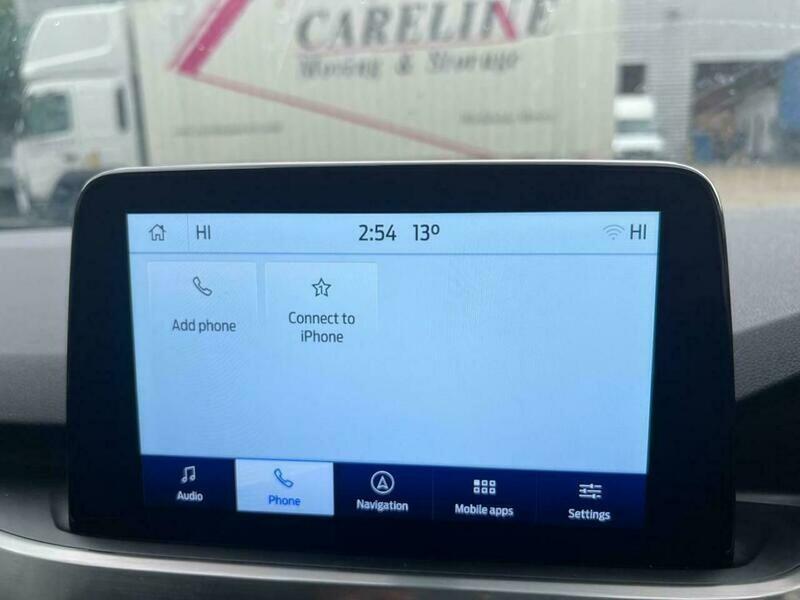 CARELINE
Moving & Storage
HI 2:54 13º HI
Add phone
1
Connect to
iPhone
Audio
Phone
Navigation
Mobile apps
Settings